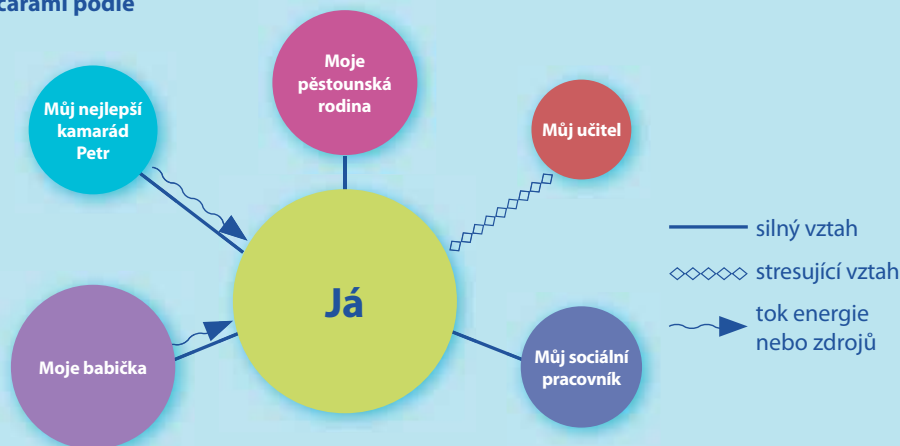 čarami podle
Moje
pěstounská
rodina
Můj nejlepší
kamarád
Petr
Můj učitel
Já
silný vztah
stresující vztah
tok energie
nebo zdrojů
Moje babička
Můj sociální
pracovník